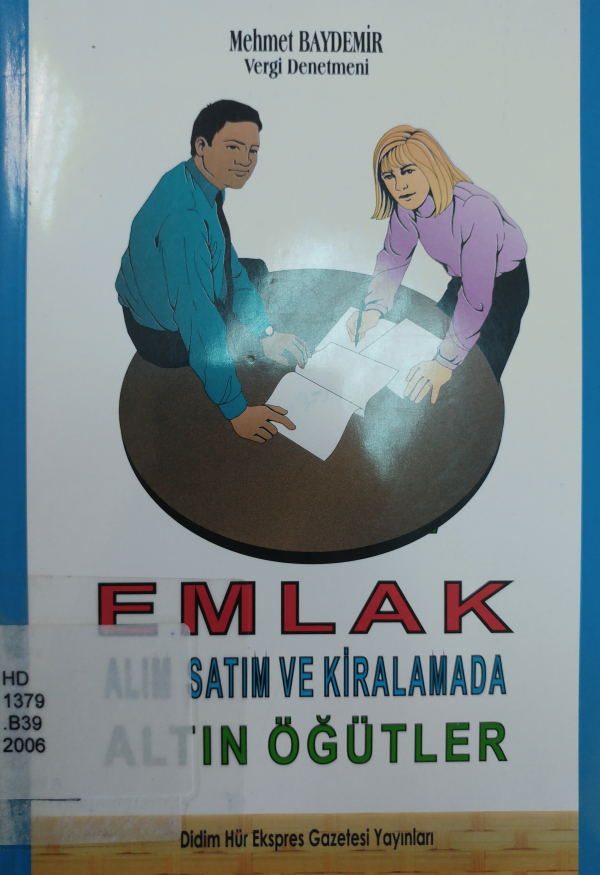 Mehmet BAYDEMİR
Vergi Denetmeni
EMLAK
ALIM SATIM VE KİRALAMADA
ALTIN ÖĞÜTLER
HD
1379
.B39
2006
Didim Hür Ekspres Gazetesi Yayınları